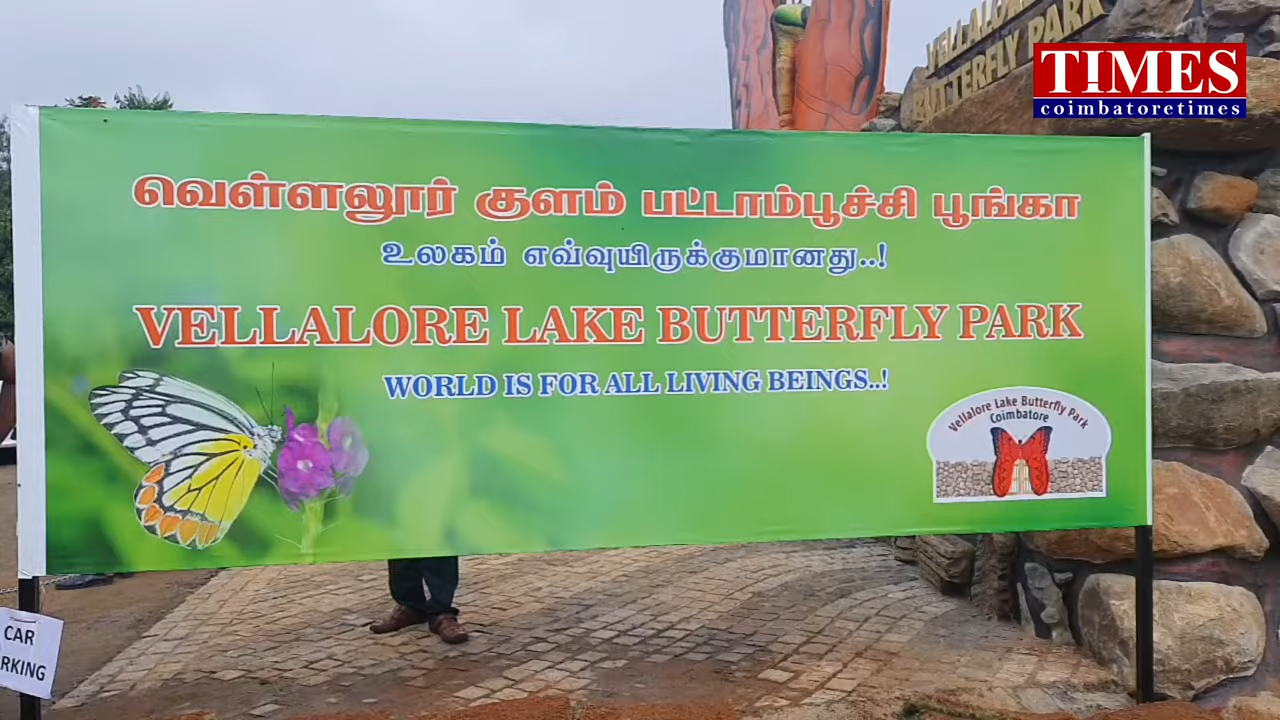 VELLALORE
BUTTERFLY PARK
TIMES
coimbatoretimes
வெள்ளலூர் குளம் பட்டாம்பூச்சி பூங்கா
உலகம் எவ்வுயிருக்குமானது..!
VELLALORE LAKE BUTTERFLY PARK
WORLD IS FOR ALL LIVING BEINGS..!
Vellalore Lake Butterfly Park
Coimbatore
CAR
RKING